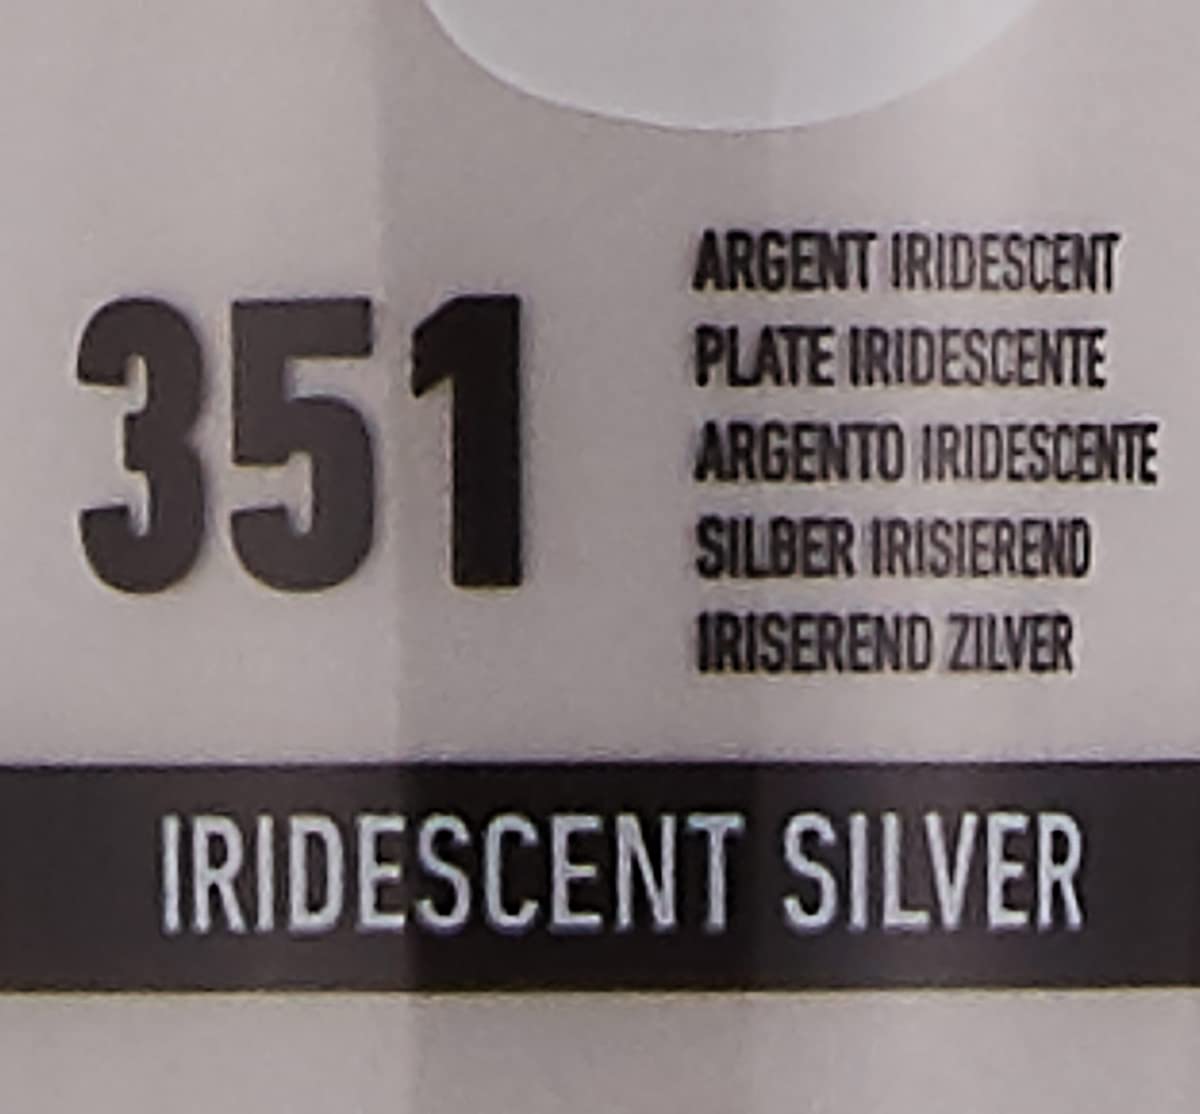 351
ARGENT IRIDESCENT
PLATE IRIDESCENTE
ARGENTO IRIDESCENTE
SILBER IRISIEREND
IRISEREND ZILVER
IRIDESCENT SILVER